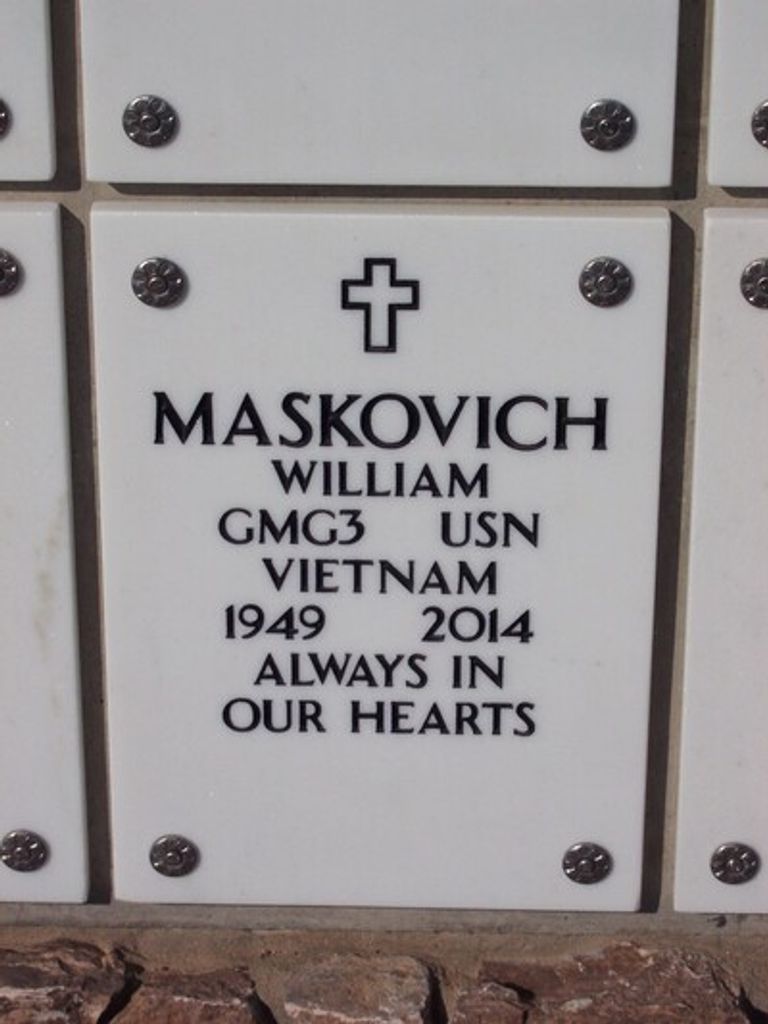 MASKOVICH
WILLIAM
GMG3 USN
VIETNAM
1949 2014
ALWAYS IN
OUR HEARTS